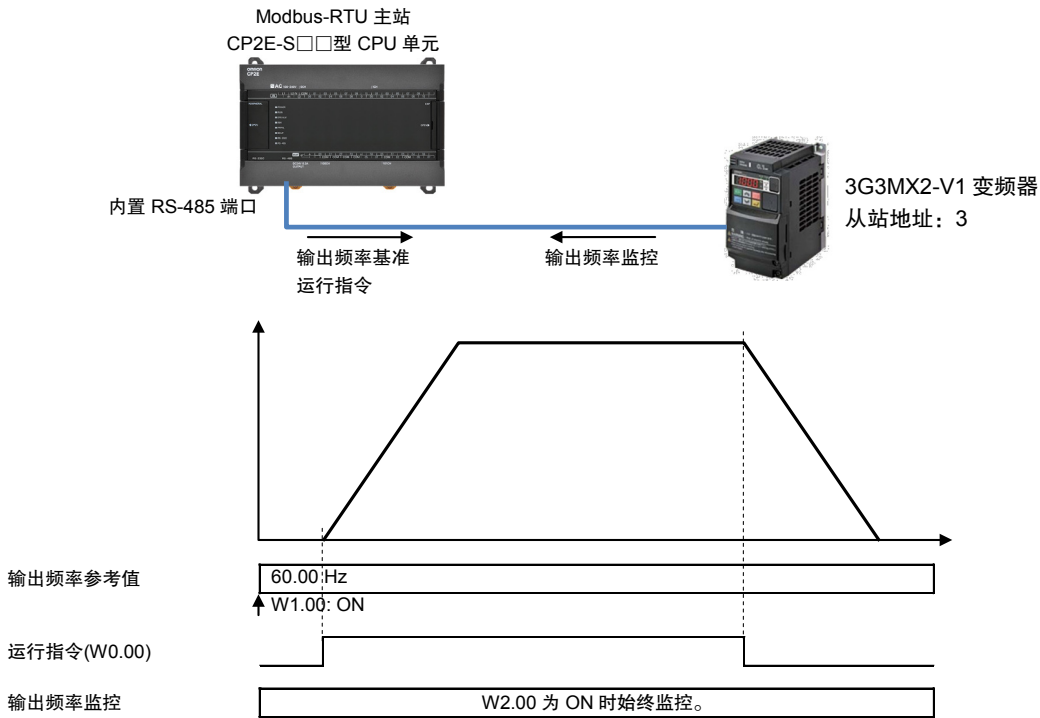 Modbus-RTU 主站
CP2E-S□□型 CPU 单元
OMRON
CP2E
内置 RS-485 端口
3G3MX2-V1 变频器
从站地址：3
输出频率基准
运行指令
输出频率监控
输出频率参考值
60.00 Hz
W1.00: ON
运行指令(W0.00)
输出频率监控
W2.00 为 ON 时始终监控。